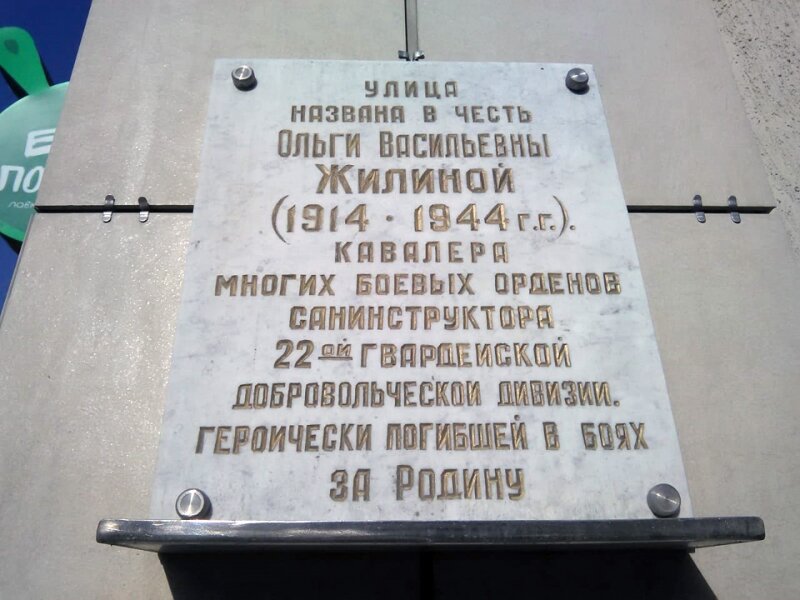 УЛИЦА
НАЗВАНА В ЧЕСТЬ
ОЛЬГИ ВАСИЛЬЕВНЫ
ЖИЛИНОЙ
(1914 · 1944 г.г.).
КАВАЛЕРА
МНОГИХ БОЕВЫХ ОРДЕНОВ
САНИНСТРУКТОРА
22ой ГВАРДЕЙСКОЙ
ДОБРОВОЛЬЧЕСКОЙ ДИВИЗИИ.
ГЕРОИЧЕСКИ ПОГИБШЕЙ В БОЯХ
ЗА РОДИНУ